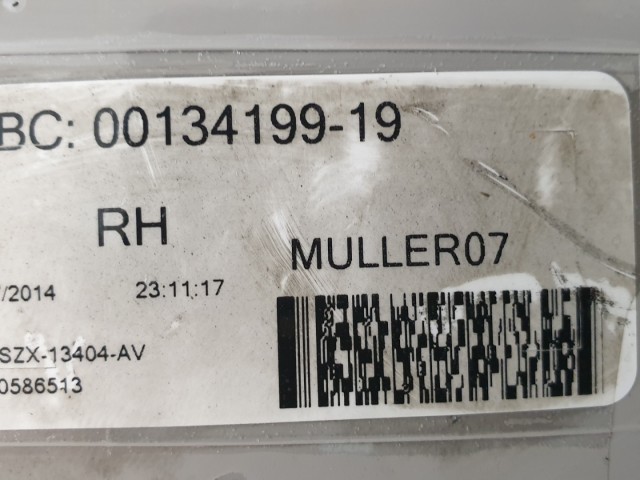 BC: 00134199-19
RH
MULLER07
/2014 23:11:17
SZX-13404-AV
0586513